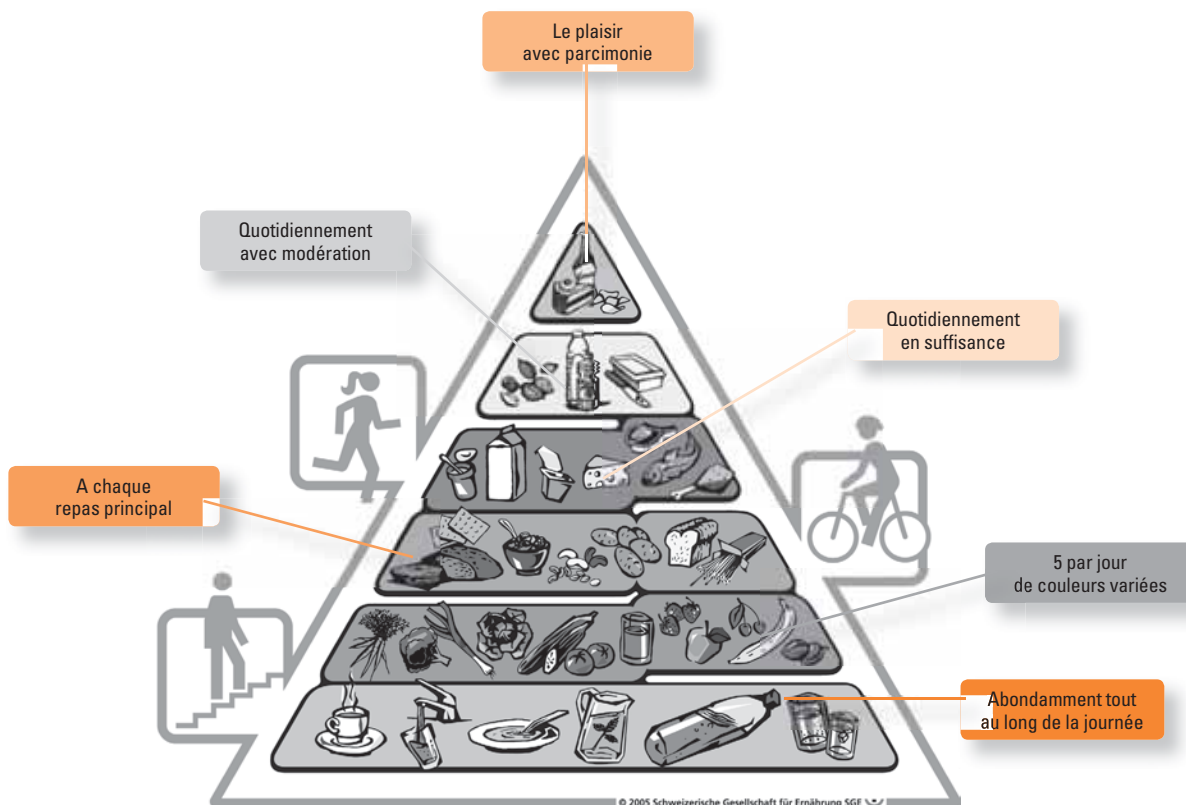 Le plaisir
avec parcimonie
Quotidiennement
avec modération
Quotidiennement
en suffisance
A chaque
repas principal
5 par jour
de couleurs variées
Abondamment tout
au long de la journée
© 2005 Schweizerische Gesellschaft für Ernährung SGE